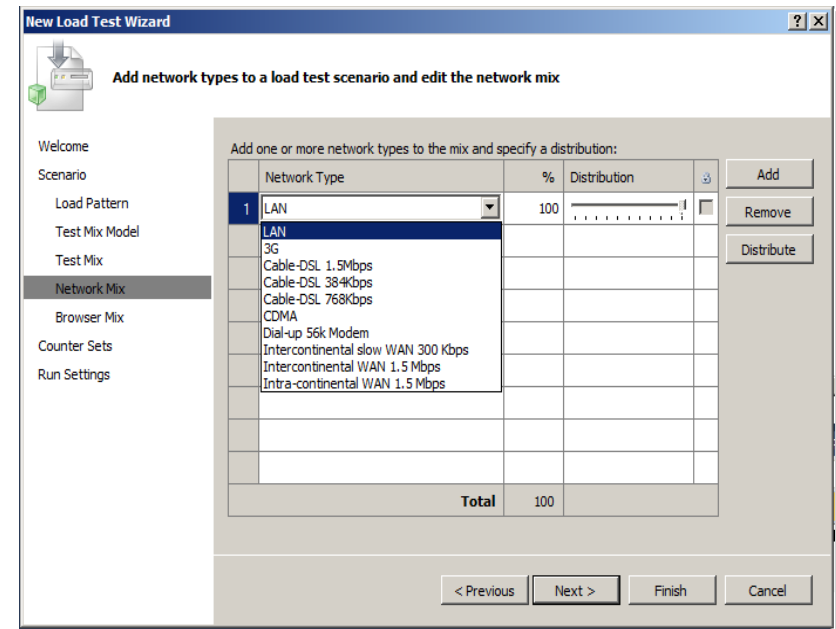 New Load Test Wizard
Add network types to a load test scenario and edit the network mix
Welcome
Scenario
Load Pattern
Test Mix Model
Test Mix
Network Mix
Browser Mix
Counter Sets
Run Settings
Add one or more network types to the mix and specify a distribution:
Network Type % Distribution
1 LAN 100
LAN
3G
Cable-DSL 1.5Mbps
Cable-DSL 384Kbps
Cable-DSL 768Kbps
CDMA
Dial-up 56k Modem
Intercontinental slow WAN 300 Kbps
Intercontinental WAN 1.5 Mbps
Intra-continental WAN 1.5 Mbps
Total 100
Add
Remove
Distribute
< Previous Next > Finish Cancel